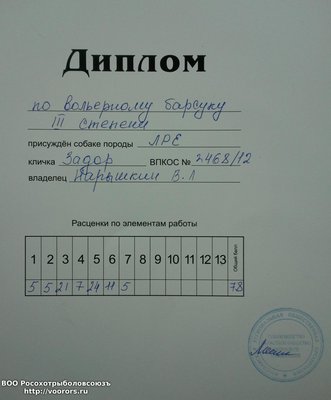 Диплом
по вольерному барсуку
III степени
присуждён собаке породы ЛРЕ
кличка Задор ВПКОС № 2468/12
владелец Нарышкин В.Л
Расценки по элементам работы
1 2 3 4 5 6 7 8 9 10 11 12 13 Общий балл
5 5 21 7 24 11 5 78
ВОО Росохотрыболовсоюзъ
http://voorors.ru